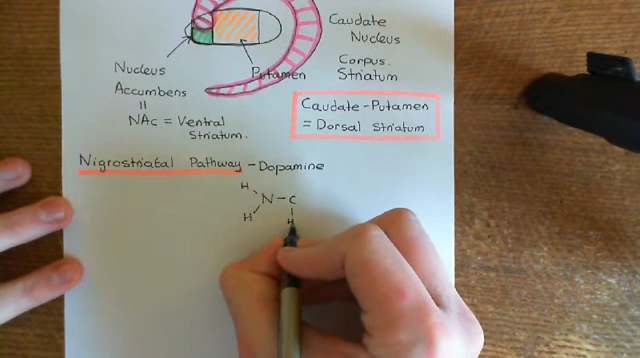 Caudate
Nucleus
Corpus
Striatum
Putamen
Nucleus
Accumbens
=
NAc = Ventral
Striatum.
Caudate-Putamen
= Dorsal Striatum
Nigrostriatal Pathway - Dopamine
H
N - C
H
H